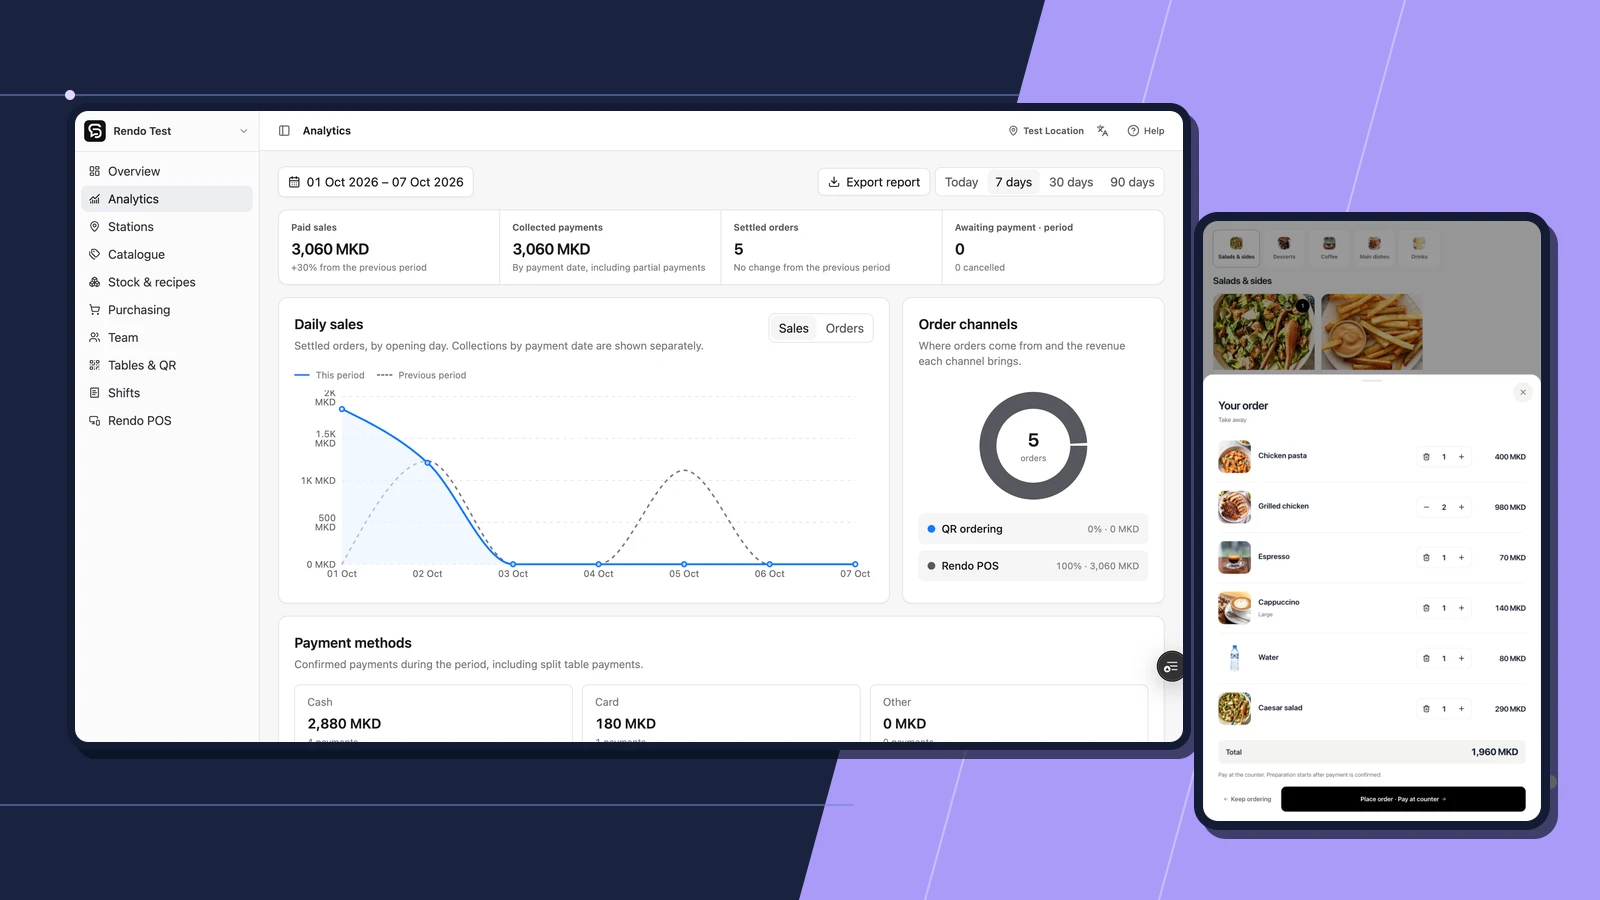 Rendo Test
Overview
Analytics
Stations
Catalogue
Stock & recipes
Purchasing
Team
Tables & QR
Shifts
Rendo POS
Analytics
Test Location
Help
01 Oct 2026 – 07 Oct 2026
Export report
Today
7 days
30 days
90 days
Paid sales
3,060 MKD
+30% from the previous period
Collected payments
3,060 MKD
By payment date, including partial payments
Settled orders
5
No change from the previous period
Awaiting payment · period
0
0 cancelled
Daily sales
Settled orders, by opening day. Collections by payment date are shown separately.
Sales
Orders
This period
Previous period
2K
MKD
1.5K
MKD
1K MKD
500
MKD
0 MKD
01 Oct
02 Oct
03 Oct
04 Oct
05 Oct
06 Oct
07 Oct
Order channels
Where orders come from and the revenue
each channel brings.
5
orders
QR ordering
0% · 0 MKD
Rendo POS
100% · 3,060 MKD
Payment methods
Confirmed payments during the period, including split table payments.
Cash
2,880 MKD
4 payments
Card
180 MKD
1 payments
Other
0 MKD
0 payments
Salads & sides
Desserts
Coffee
Main dishes
Drinks
Salads & sides
1
Your order
Take away
Chicken pasta
1
400 MKD
Grilled chicken
2
980 MKD
Espresso
1
70 MKD
Cappuccino
Large
1
140 MKD
Water
1
80 MKD
Caesar salad
1
290 MKD
Total
1,960 MKD
Pay at the counter. Preparation starts after payment is confirmed.
← Keep ordering
Place order · Pay at counter →